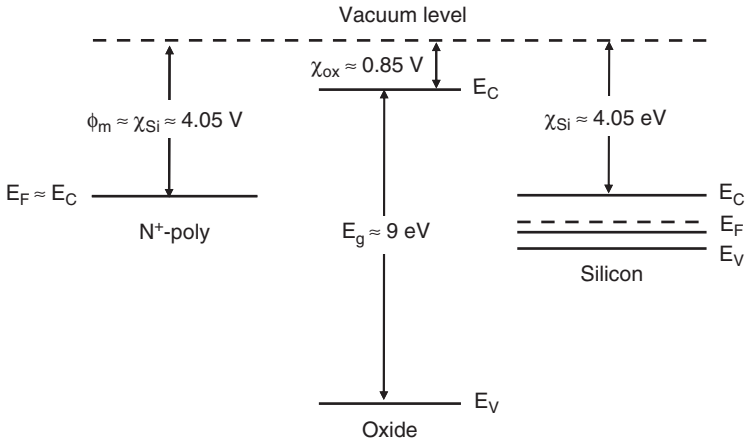 Vacuum level
χox ≈ 0.85 V
EC
ϕm ≈ χSi ≈ 4.05 V
χSi ≈ 4.05 eV
EF ≈ EC
EC
N+-poly
Eg ≈ 9 eV
EF
EV
Silicon
EV
Oxide